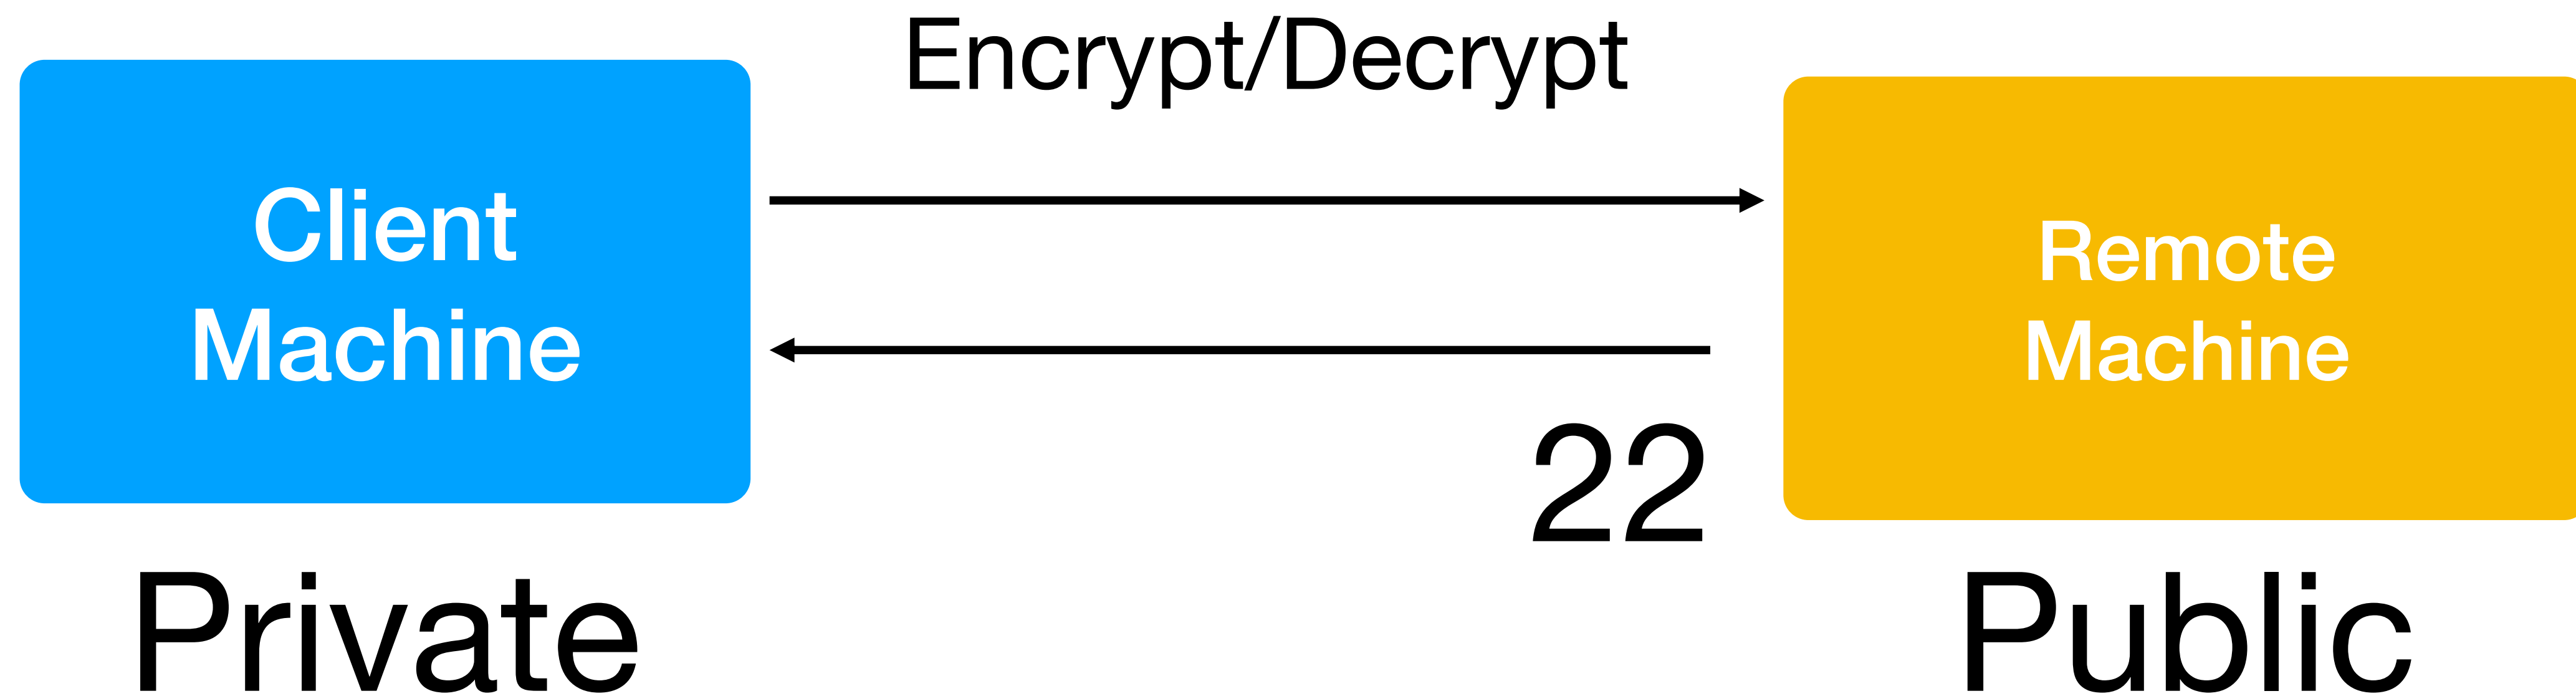 Encrypt/Decrypt
Client
Machine
Remote
Machine
22
Private
Public